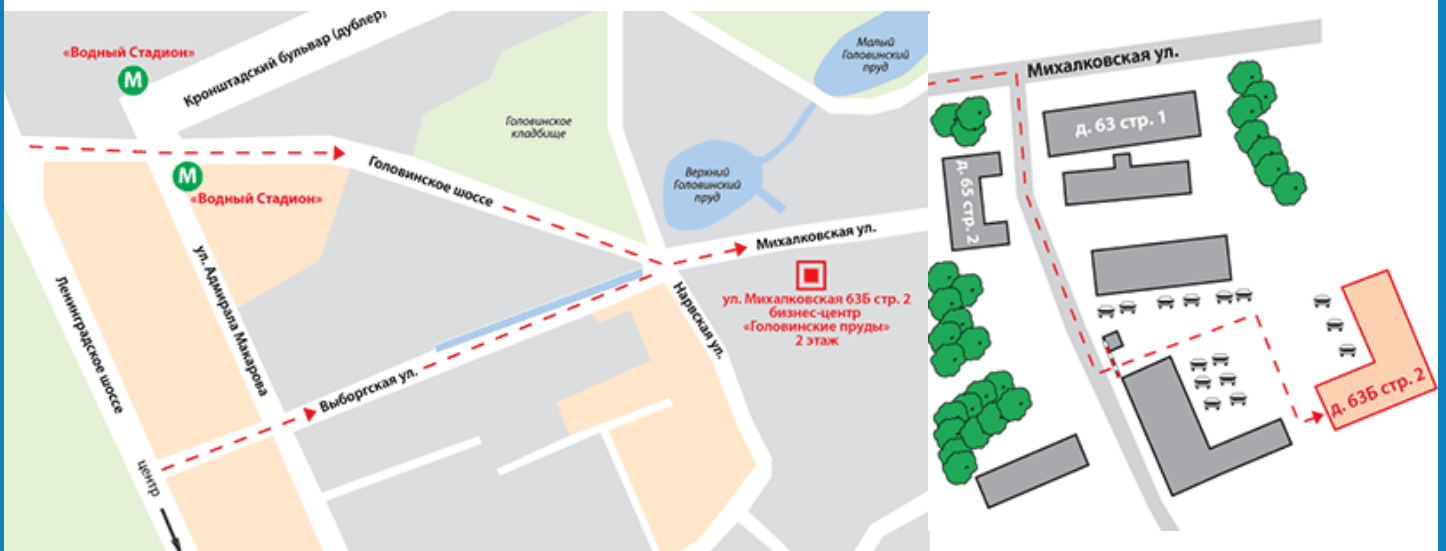 «Водный Стадион»
М
Кронштадский бульвар (дублер)
Малый
Головинский
пруд
Головинское
кладбище
М
«Водный Стадион»
Головинское шоссе
Верхний
Головинский
пруд
Михалковская ул.
ул. Михалковская 63Б стр. 2
бизнес-центр
«Головинские пруды»
2 этаж
Ленинградское шоссе
ул. Адмирала Макарова
Нарвская ул.
Выборгская ул.
центр
Михалковская ул.
д. 63 стр. 1
д. 65 стр. 2
д. 63Б стр. 2